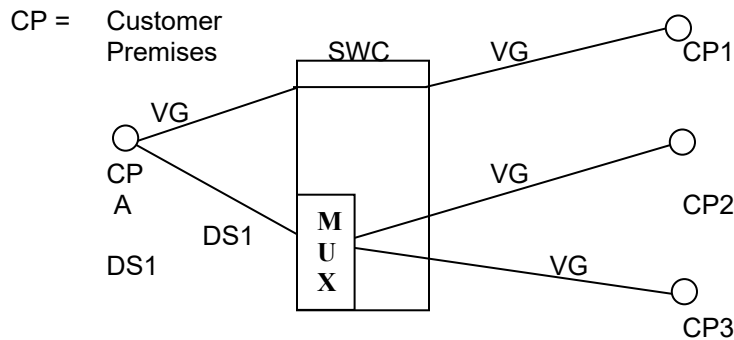 CP = Customer
Premises
SWC
VG
CP1
VG
CP
A
VG
CP2
DS1
M
U
X
DS1
VG
CP3